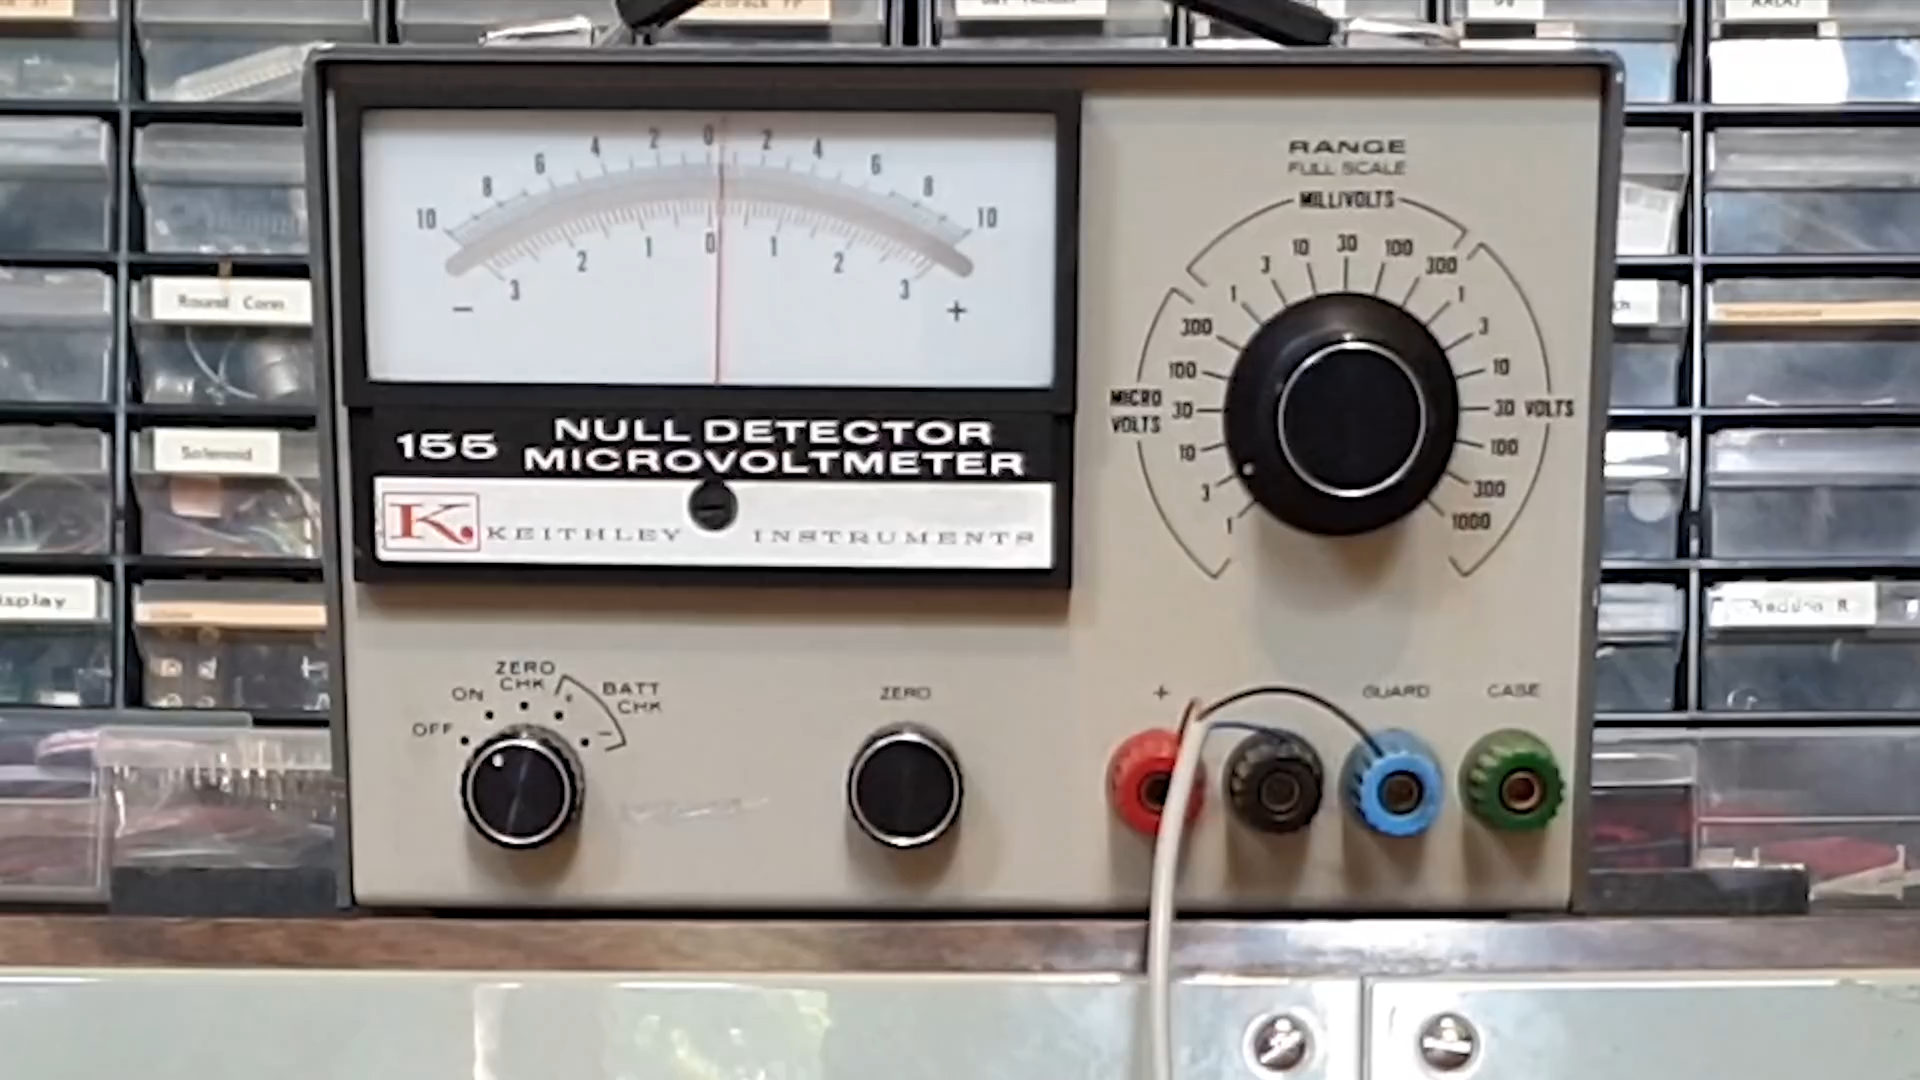 RANGE
FULL SCALE
MILLIVOLTS
10 8 6 4 2 0 2 4 6 8 10
3 2 1 0 1 2 3
− +
1 3 10 30 100 300
1 3 10 30 100 300 1000
VOLTS
MICRO
VOLTS
1 3 10 30 100 300
155 NULL DETECTOR
MICROVOLTMETER
K. KEITHLEY INSTRUMENTS
OFF ON ZERO
CHK
+ −
BATT
CHK
ZERO
+ GUARD CASE
Round Conn
Solenoid